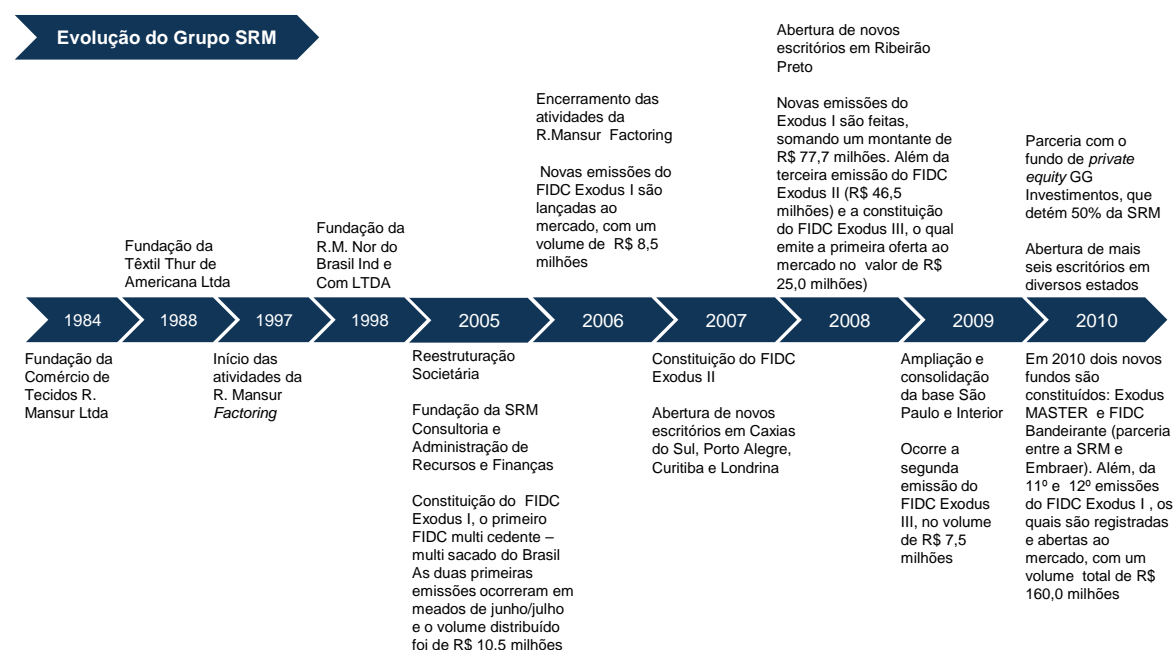 Evolução do Grupo SRM
Abertura de novos
escritórios em Ribeirão
Preto
Novas emissões do
Exodus I são feitas,
somando um montante de
R$ 77,7 milhões. Além da
terceira emissão do FIDC
Exodus II (R$ 46,5
milhões) e a constituição
do FIDC Exodus III, o qual
emite a primeira oferta ao
mercado no valor de R$
25,0 milhões)
Encerramento das
atividades da
R.Mansur Factoring
Novas emissões do
FIDC Exodus I são
lançadas ao
mercado, com um
volume de R$ 8,5
milhões
Parceria com o
fundo de private
equity GG
Investimentos, que
detém 50% da SRM
Abertura de mais
seis escritórios em
diversos estados
Fundação da
R.M. Nor do
Brasil Ind e
Com LTDA
Fundação da
Têxtil Thur de
Americana Ltda
1984
1988
1997
1998
2005
2006
2007
2008
2009
2010
Fundação da
Comércio de
Tecidos R.
Mansur Ltda
Início das
atividades da
R. Mansur
Factoring
Reestruturação
Societária
Fundação da SRM
Consultoria e
Administração de
Recursos e Finanças
Constituição do FIDC
Exodus I, o primeiro
FIDC multi cedente –
multi sacado do Brasil
As duas primeiras
emissões ocorreram em
meados de junho/julho
e o volume distribuído
foi de R$ 10,5 milhões
Constituição do FIDC
Exodus II
Abertura de novos
escritórios em Caxias
do Sul, Porto Alegre,
Curitiba e Londrina
Ampliação e
consolidação
da base São
Paulo e Interior
Ocorre a
segunda
emissão do
FIDC Exodus
III, no volume
de R$ 7,5
milhões
Em 2010 dois novos
fundos são
constituídos: Exodus
MASTER e FIDC
Bandeirante (parceria
entre a SRM e
Embraer). Além, da
11º e 12º emissões
do FIDC Exodus I , os
quais são registradas
e abertas ao
mercado, com um
volume total de R$
160,0 milhões